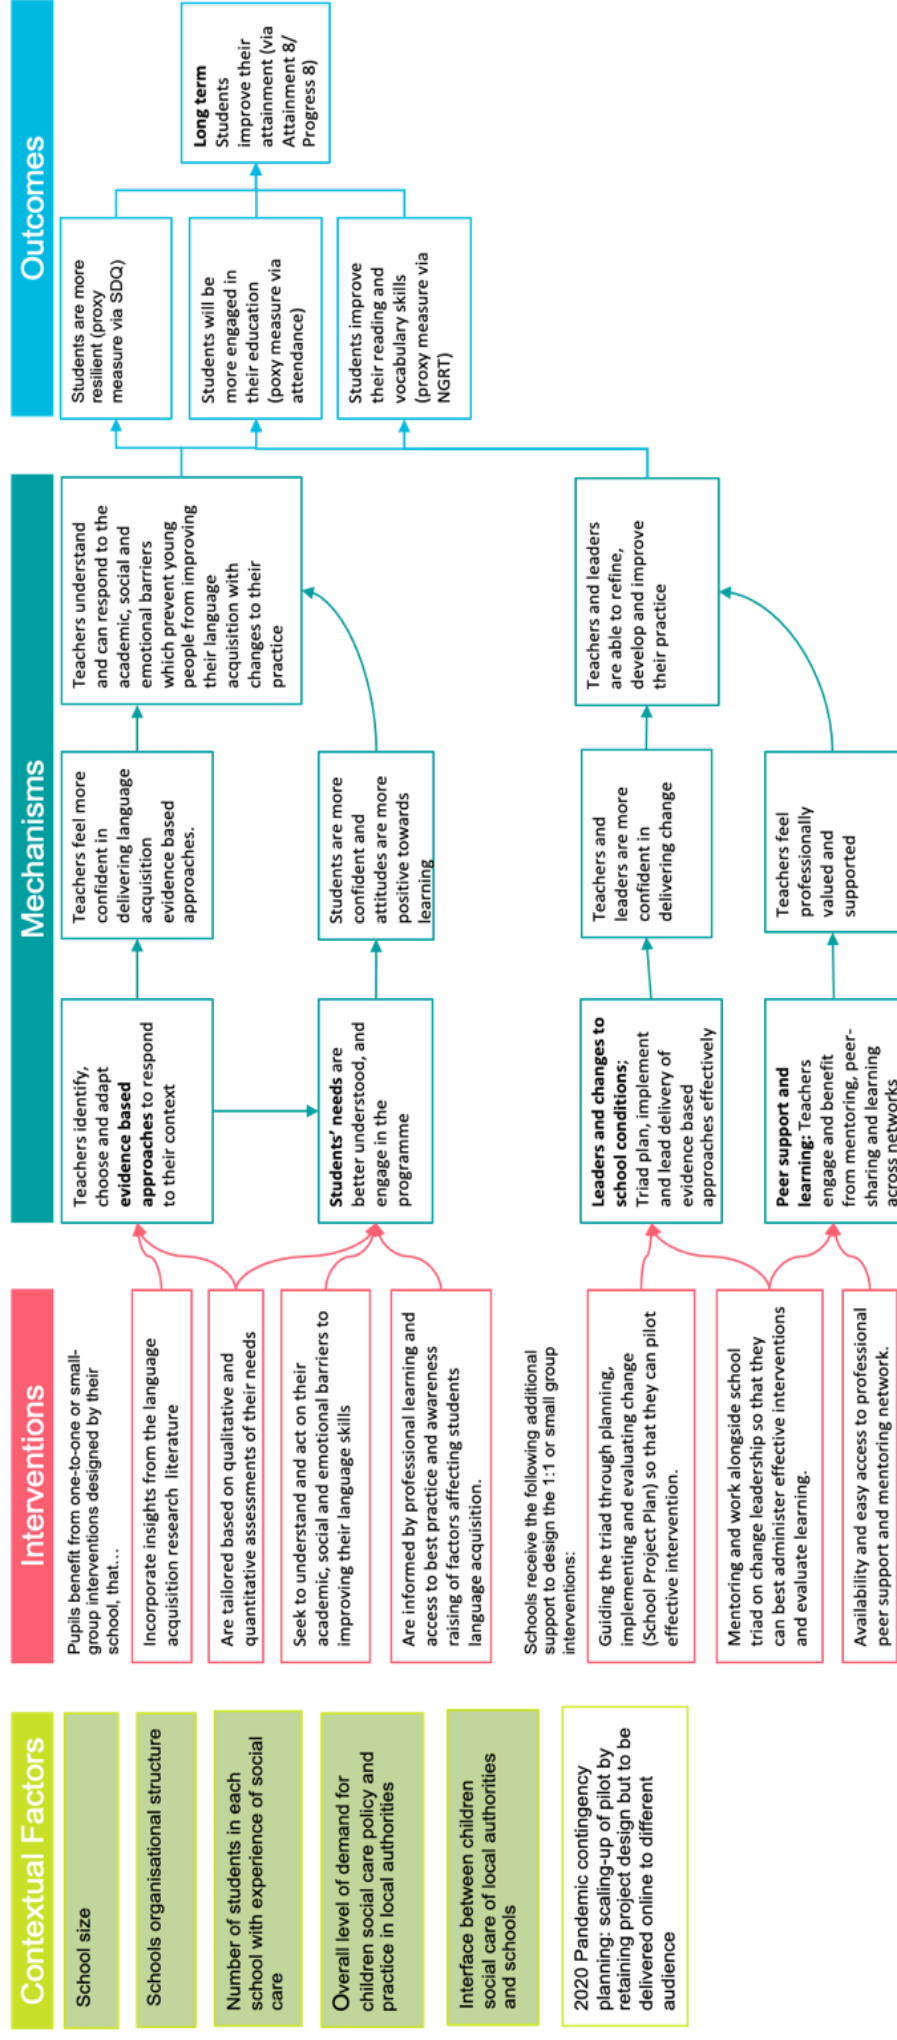 Contextual Factors
School size
Schools organisational structure
Number of students in each
school with experience of social
care
Overall level of demand for
children social care policy and
practice in local authorities
Interface between children
social care of local authorities
and schools
2020 Pandemic contingency
planning: scaling-up of pilot by
retaining project design but to be
delivered online to different
audience
Interventions
Pupils benefit from one-to-one or small-
group interventions designed by their
school, that...
Incorporate insights from the language
acquisition research literature
Are tailored based on qualitative and
quantitative assessments of their needs
Seek to understand and act on their
academic, social and emotional barriers to
improving their language skills
Are informed by professional learning and
access to best practice and awareness
raising of factors affecting students
language acquisition.
Schools receive the following additional
support to design the 1:1 or small group
interventions:
Guiding the triad through planning,
implementing and evaluating change
(School Project Plan) so that they can pilot
effective intervention.
Mentoring and work alongside school
triad on change leadership so that they
can best administer effective interventions
and evaluate learning.
Availability and easy access to professional
peer support and mentoring network.
Mechanisms
Teachers identify,
choose and adapt
evidence based
approaches to respond
to their context
Teachers feel more
confident in
delivering language
acquisition
evidence based
approaches.
Teachers understand
and can respond to the
academic, social and
emotional barriers
which prevent young
people from improving
their language
acquisition with
changes to their
practice
Students' needs are
better understood, and
engage in the
programme
Students are more
confident and
attitudes are more
positive towards
learning
Leaders and changes to
school conditions;
Triad plan, implement
and lead delivery of
evidence based
approaches effectively
Teachers and
leaders are more
confident in
delivering change
Teachers and leaders
are able to refine,
develop and improve
their practice
Peer support and
learning: Teachers
engage and benefit
from mentoring, peer-
sharing and learning
across networks
Teachers feel
professionally
valued and
supported
Outcomes
Students are more
resilient (proxy
measure via SDQ)
Students will be
more engaged in
their education
(poxy measure via
attendance)
Students improve
their reading and
vocabulary skills
(proxy measure via
NGRT)
Long term
Students
improve their
attainment (via
Attainment 8/
Progress 8)